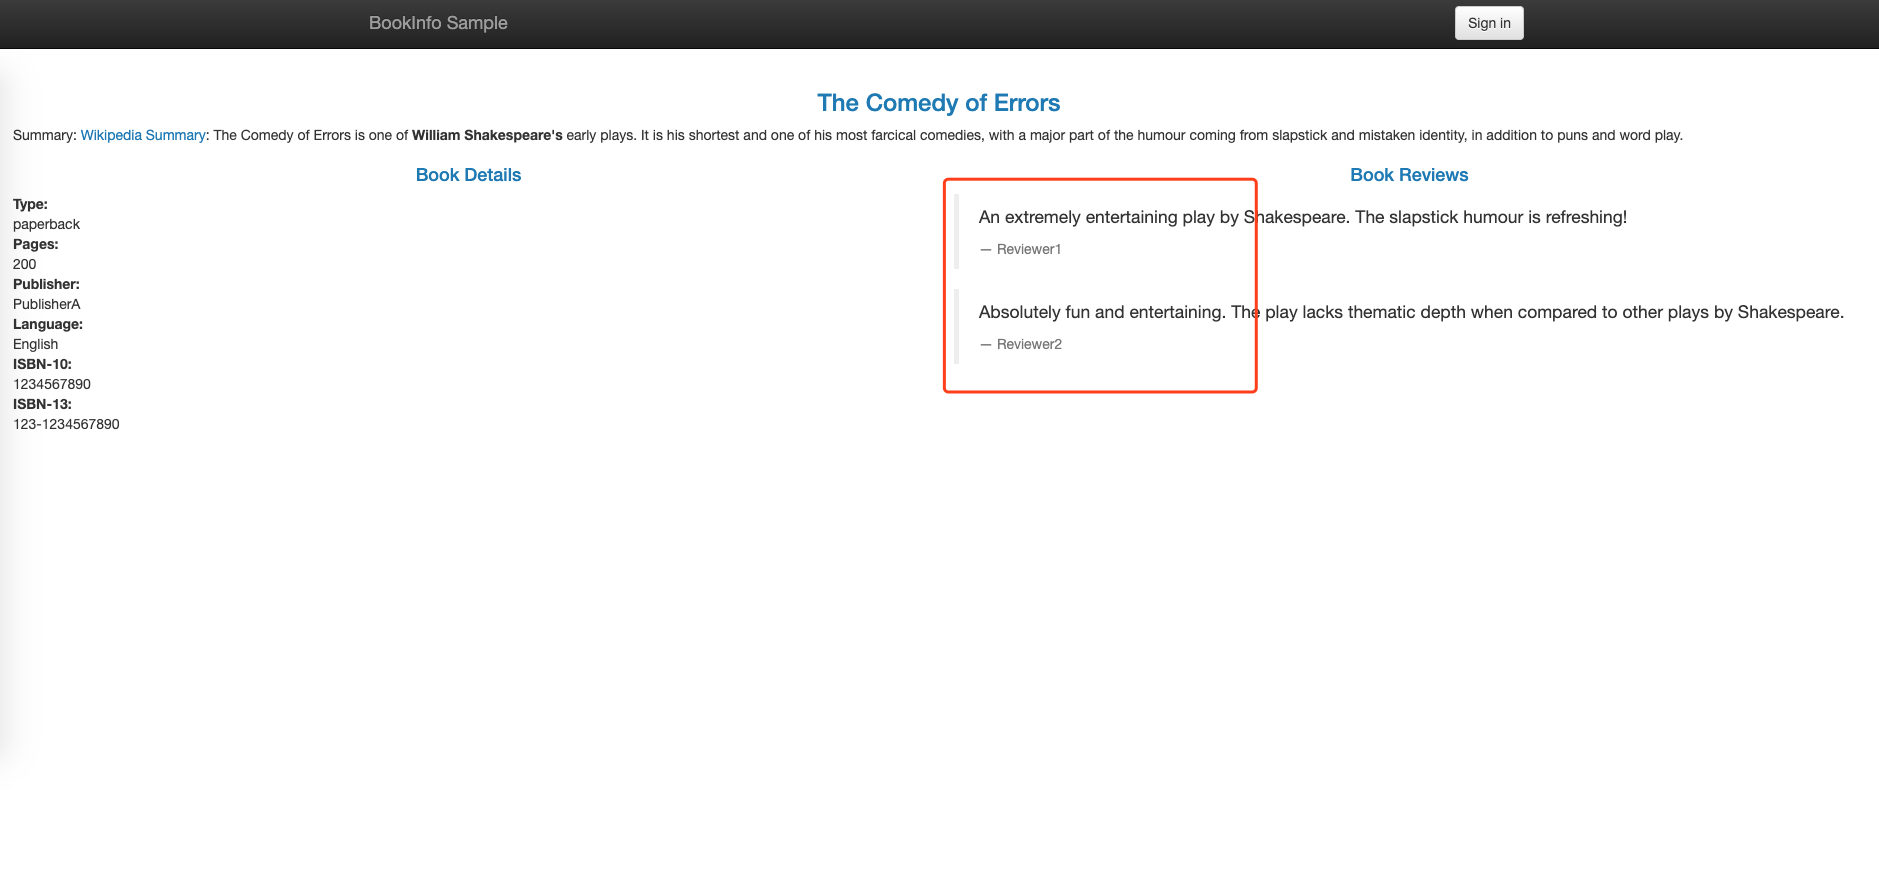 BookInfo Sample
Sign in
The Comedy of Errors
Summary: Wikipedia Summary: The Comedy of Errors is one of William Shakespeare's early plays. It is his shortest and one of his most farcical comedies, with a major part of the humour coming from slapstick and mistaken identity, in addition to puns and word play.
Book Details
Type:
paperback
Pages:
200
Publisher:
PublisherA
Language:
English
ISBN-10:
1234567890
ISBN-13:
123-1234567890
Book Reviews
An extremely entertaining play by Shakespeare. The slapstick humour is refreshing!
— Reviewer1
Absolutely fun and entertaining. The play lacks thematic depth when compared to other plays by Shakespeare.
— Reviewer2